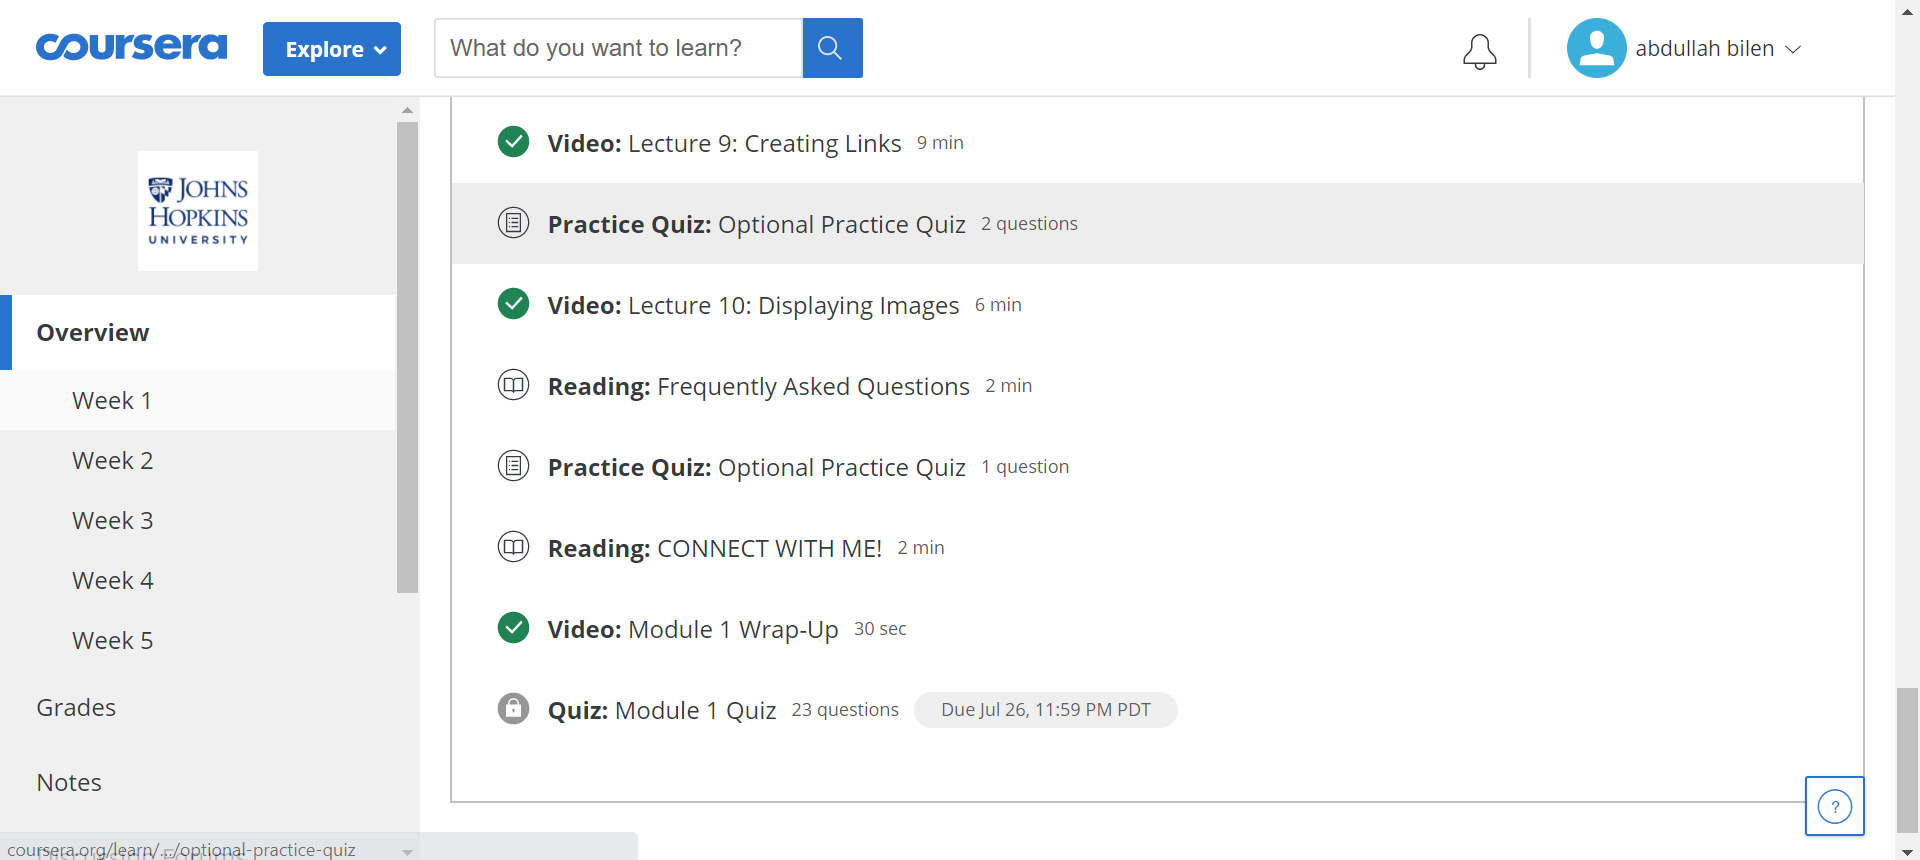 coursera
Explore
What do you want to learn?
abdullah bilen
JOHNS
HOPKINS
UNIVERSITY
Overview
Week 1
Week 2
Week 3
Week 4
Week 5
Grades
Notes
Discussion Forums
coursera.org/learn/.../optional-practice-quiz
Video: Lecture 9: Creating Links 9 min
Practice Quiz: Optional Practice Quiz 2 questions
Video: Lecture 10: Displaying Images 6 min
Reading: Frequently Asked Questions 2 min
Practice Quiz: Optional Practice Quiz 1 question
Reading: CONNECT WITH ME! 2 min
Video: Module 1 Wrap-Up 30 sec
Quiz: Module 1 Quiz 23 questions Due Jul 26, 11:59 PM PDT
?